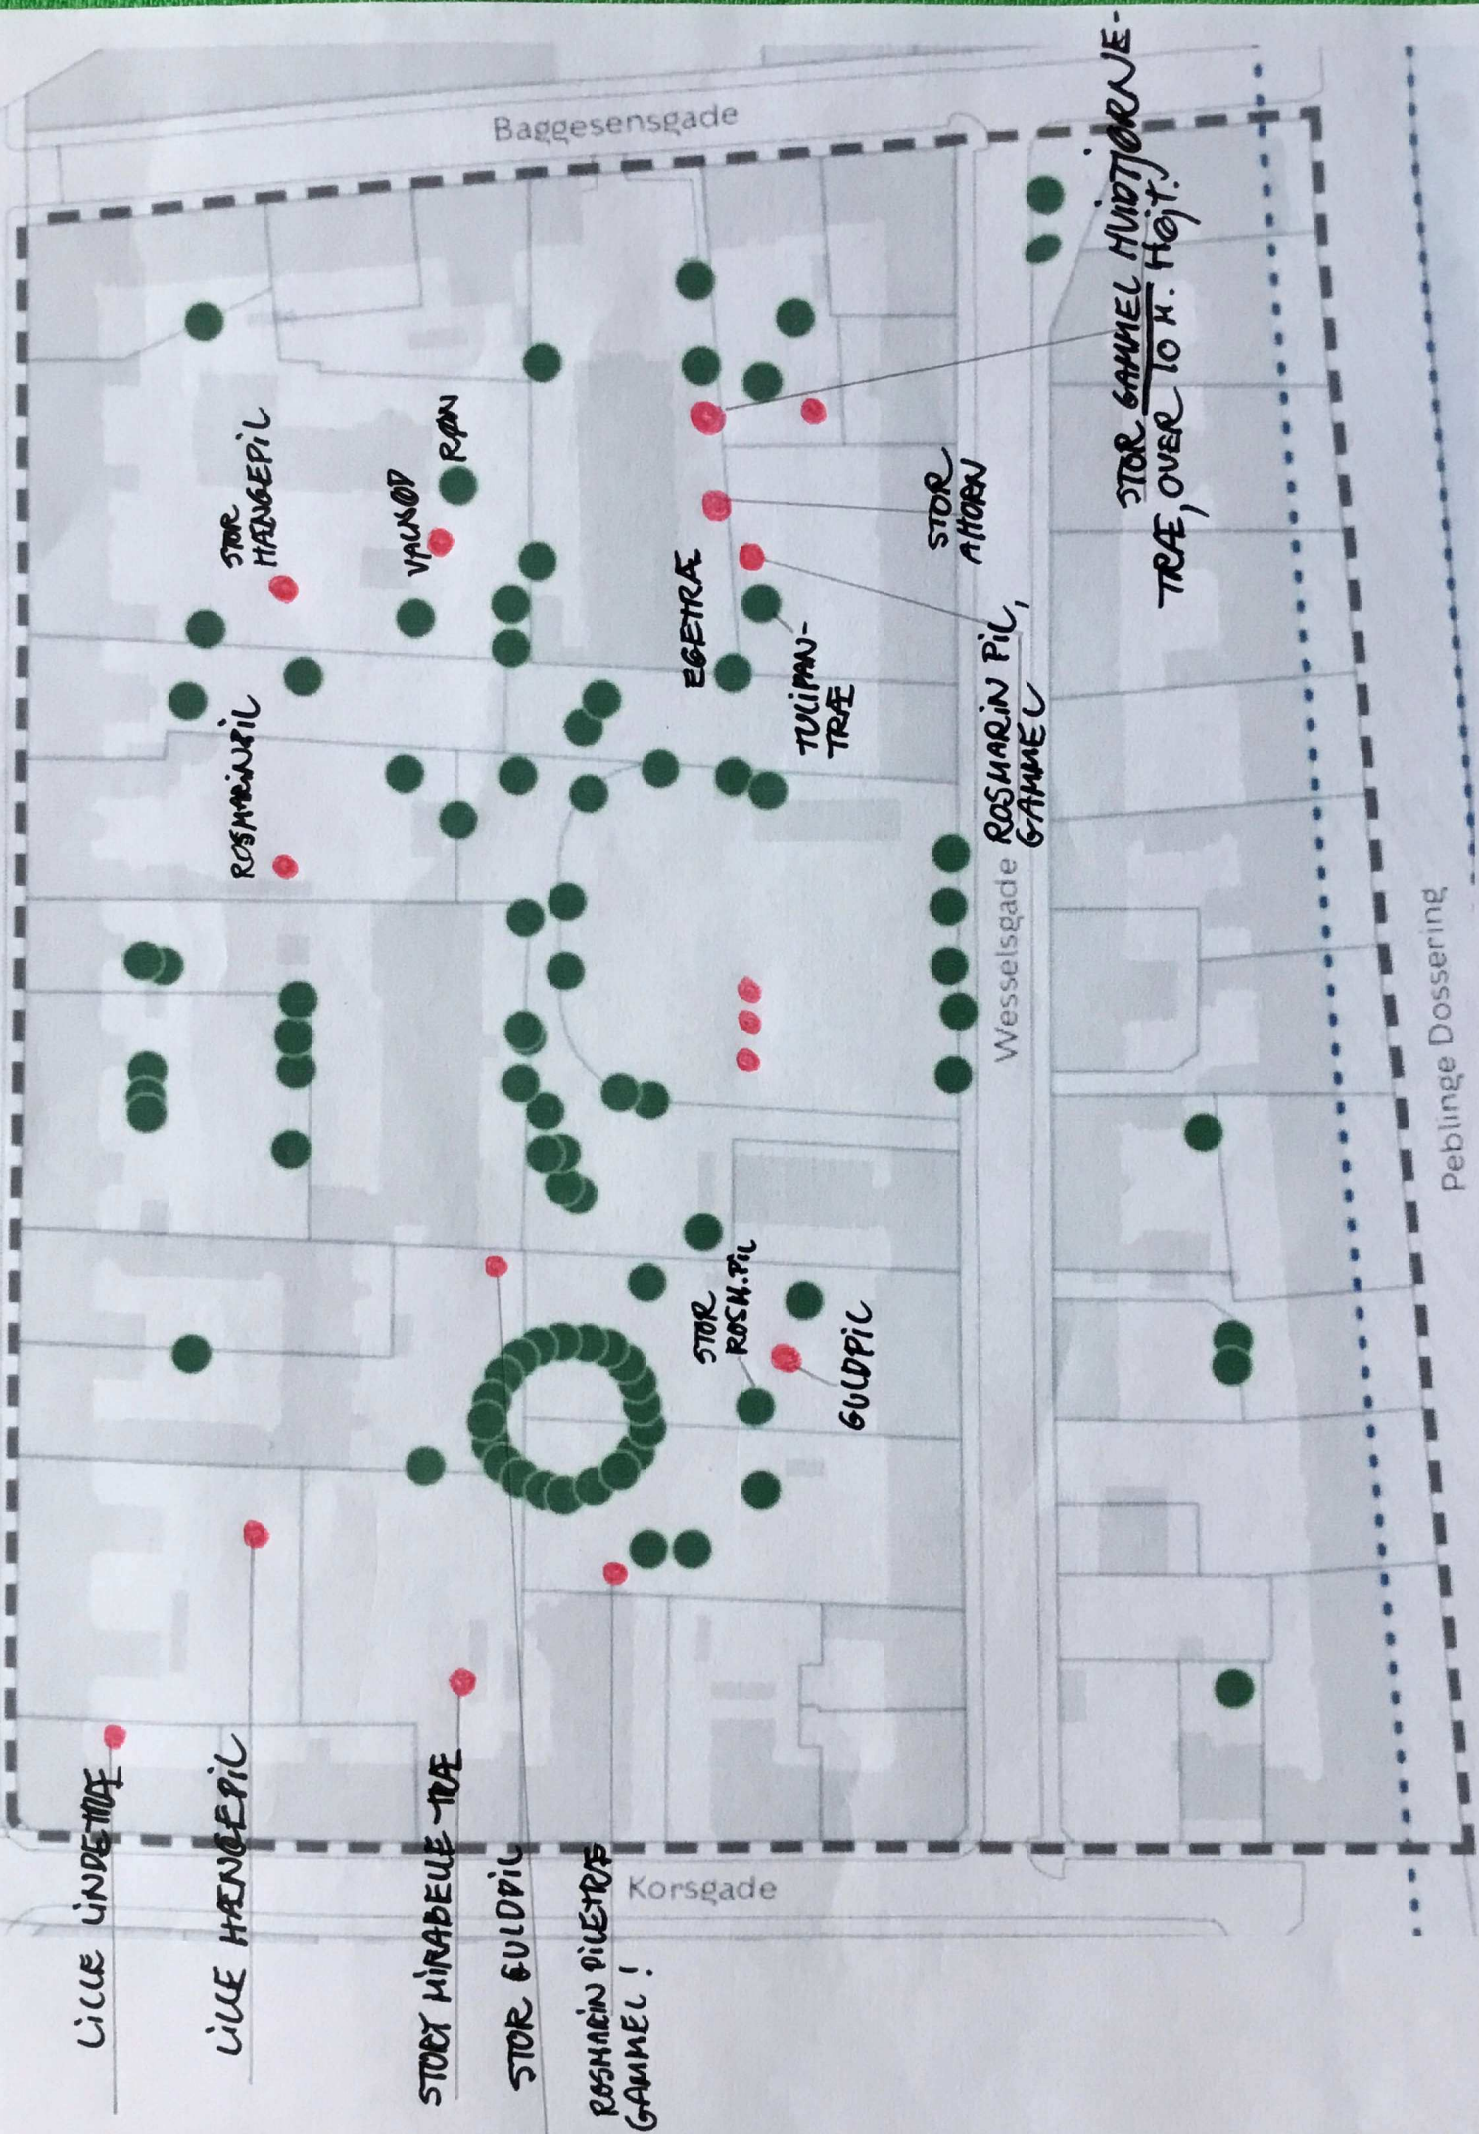 Baggesensgade
STOR GAMMEL HVIDTJØRNE-
TRÆ, OVER 10 M. HØJT.
STOR
HÆNGEPIL
VALNØD
RØN
STOR
AHORN
EGETRÆ
TULIPAN-
TRÆ
ROSMARIN PIL,
GAMMEL
ROSMARINPIL
Wesselsgade
Peblinge Dossering
STOR
ROSM.PIL
GULDPIL
LILLE LINDETRÆ
LILLE HÆNGEPIL
STORT MIRABELLE-TRÆ
STOR GULDPIL
ROSMARIN PILETRÆ
GAMMEL!
Korsgade